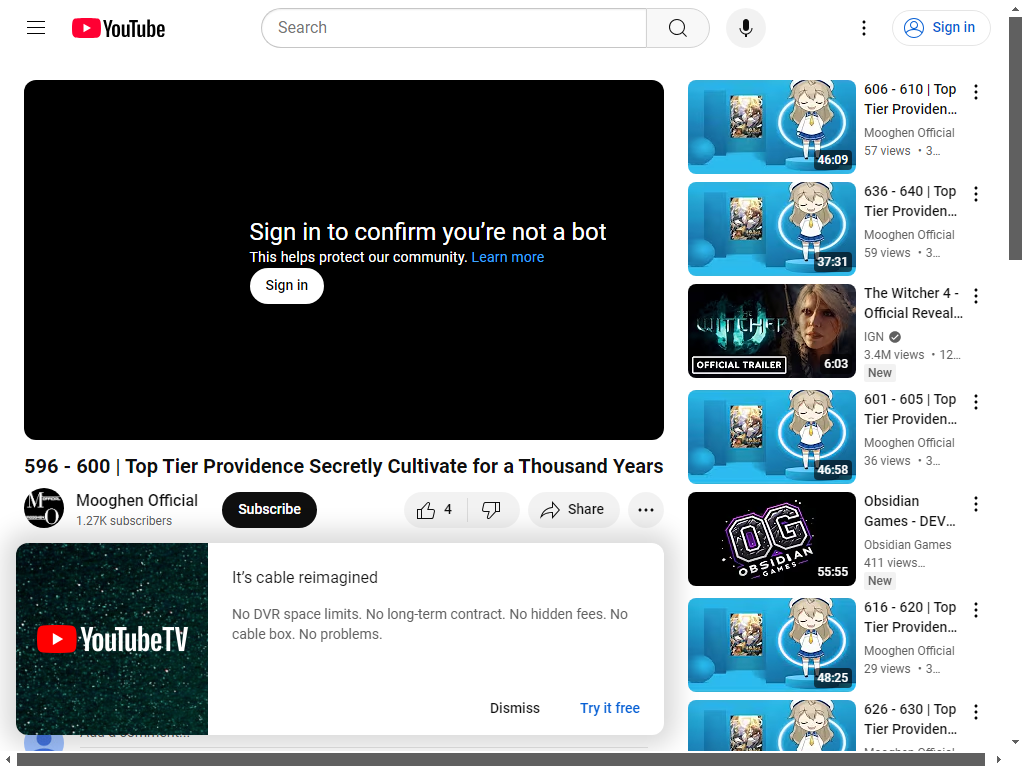 YouTube
Search
Sign in
Sign in to confirm you’re not a bot
This helps protect our community. Learn more
Sign in
596 - 600 | Top Tier Providence Secretly Cultivate for a Thousand Years
Mooghen Official
1.27K subscribers
Subscribe
4
Share
It’s cable reimagined
No DVR space limits. No long-term contract. No hidden fees. No
cable box. No problems.
YouTubeTV
Dismiss
Try it free
Add a comment...
606 - 610 | Top
Tier Providen…
Mooghen Official
57 views • 3…
46:09
636 - 640 | Top
Tier Providen…
Mooghen Official
59 views • 3…
37:31
The Witcher 4 -
Official Reveal…
IGN
3.4M views • 12…
New
THE
WITCHER
OFFICIAL TRAILER
6:03
601 - 605 | Top
Tier Providen…
Mooghen Official
36 views • 3…
46:58
Obsidian
Games - DEV…
Obsidian Games
411 views…
New
OG
OBSIDIAN
GAMES
55:55
616 - 620 | Top
Tier Providen…
Mooghen Official
29 views • 3…
48:25
626 - 630 | Top
Tier Providen…
Mooghen Official